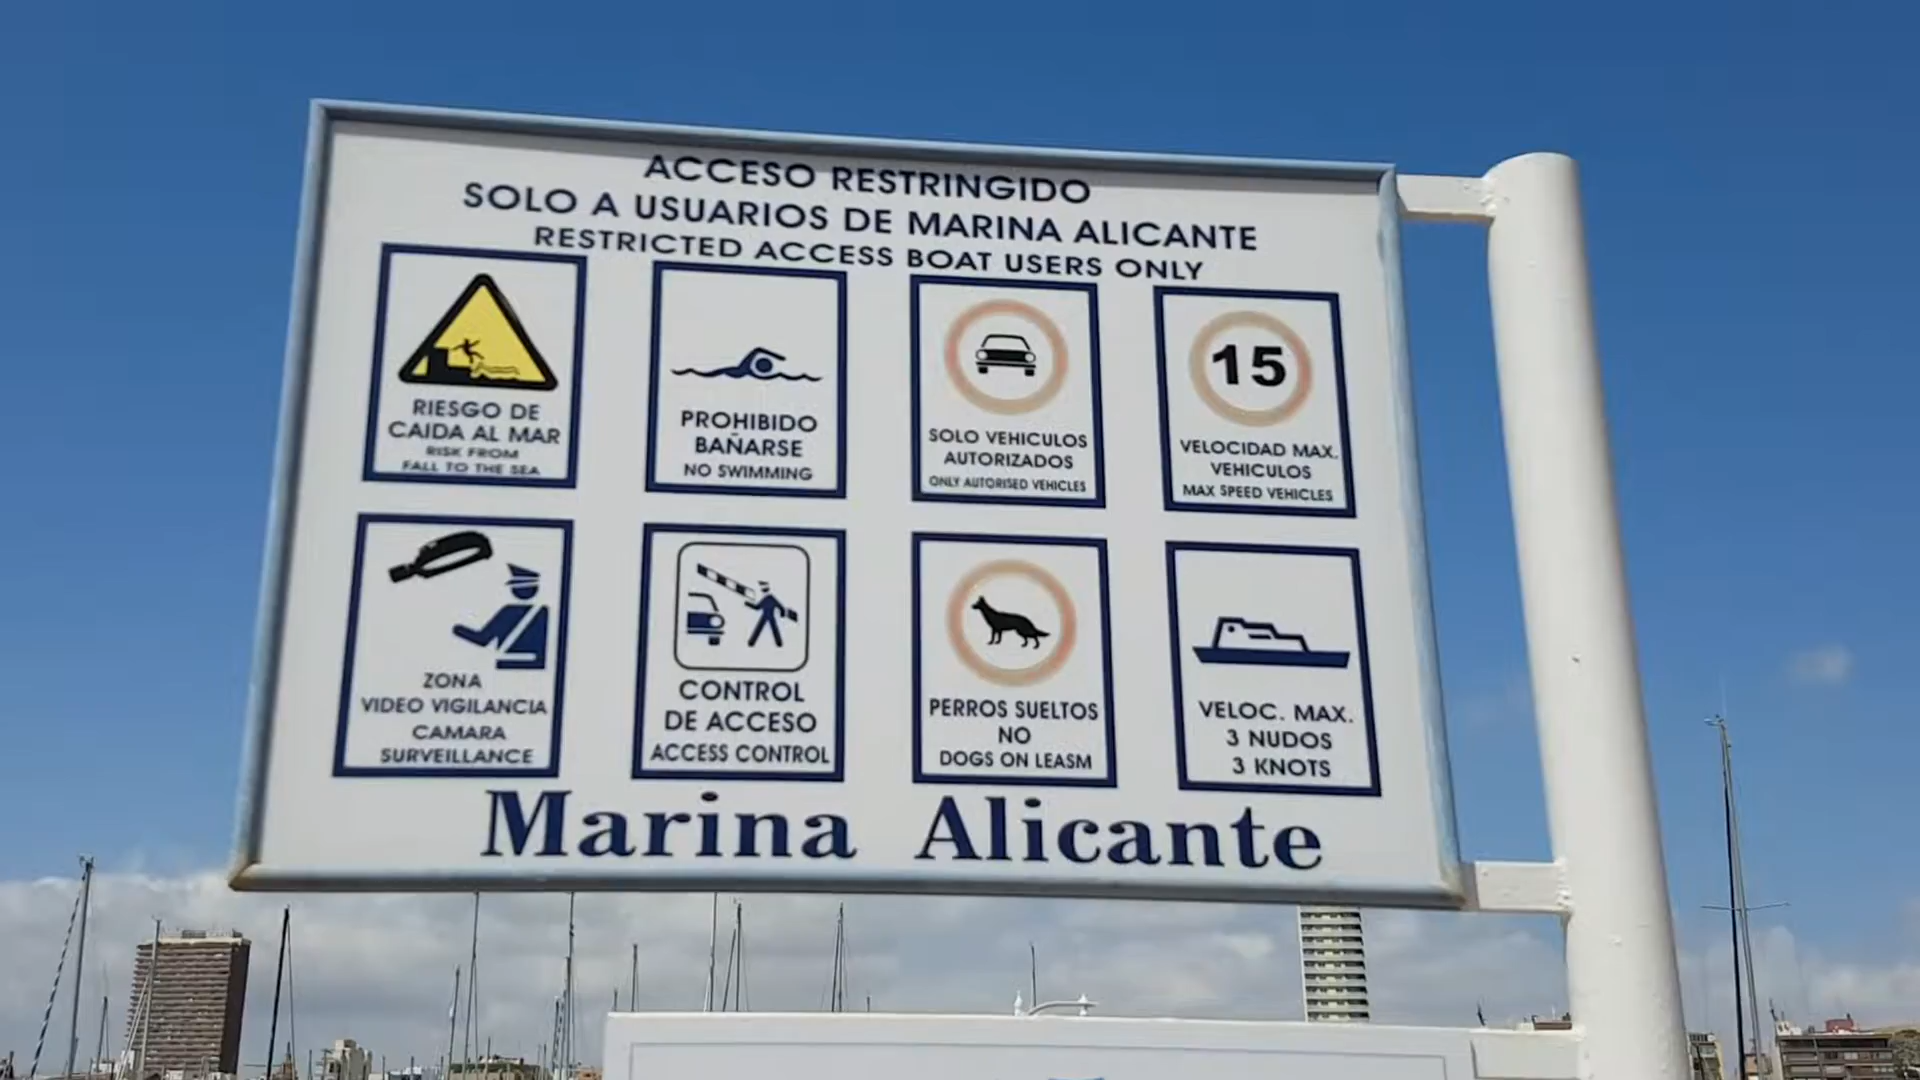 ACCESO RESTRINGIDO
SOLO A USUARIOS DE MARINA ALICANTE
RESTRICTED ACCESS BOAT USERS ONLY
RIESGO DE
CAIDA AL MAR
RISK FROM
FALL TO THE SEA
PROHIBIDO
BAÑARSE
NO SWIMMING
SOLO VEHICULOS
AUTORIZADOS
ONLY AUTORISED VEHICLES
15
VELOCIDAD MAX.
VEHICULOS
MAX SPEED VEHICLES
ZONA
VIDEO VIGILANCIA
CAMARA
SURVEILLANCE
CONTROL
DE ACCESO
ACCESS CONTROL
PERROS SUELTOS
NO
DOGS ON LEASM
VELOC. MAX.
3 NUDOS
3 KNOTS
Marina Alicante